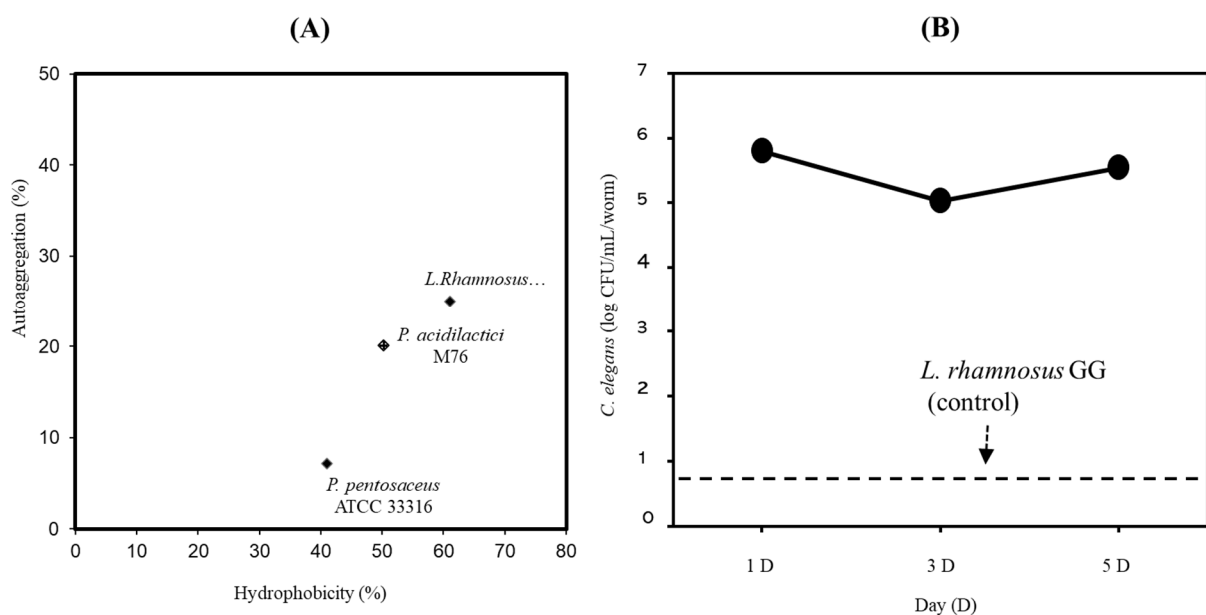 (A)
50
40
30
20
10
0
Autoaggregation (%)
L.Rhamnosus…
P. acidilactici
M76
P. pentosaceus
ATCC 33316
0 10 20 30 40 50 60 70 80
Hydrophobicity (%)
(B)
7
6
5
4
3
2
1
0
C. elegans (log CFU/mL/worm)
L. rhamnosus GG
(control)
1 D 3 D 5 D
Day (D)